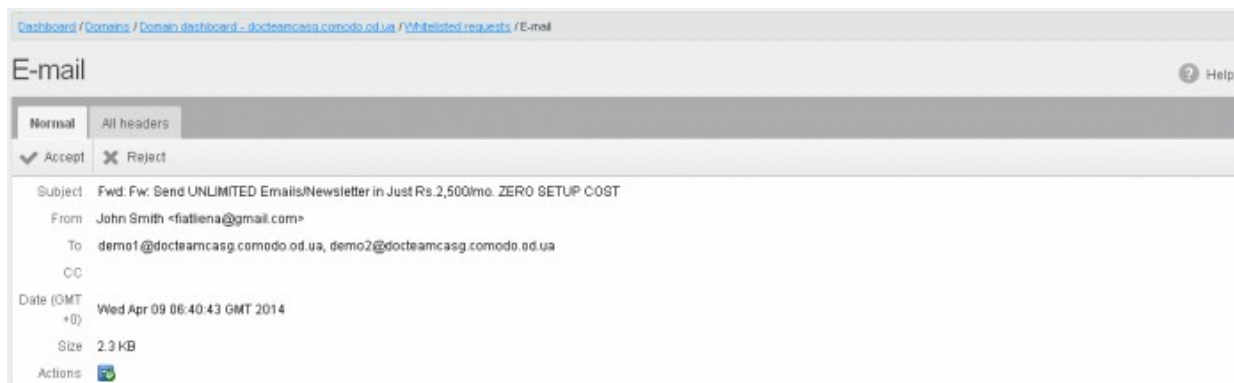 Dashboard / Domains / Domain dashboard - docteamcasg.comodo.od.ua / Whitelisted requests / E-mail
E-mail
Help
Normal All headers
Accept Reject
Subject Fwd: Fw: Send UNLIMITED Emails/Newsletter in Just Rs.2,500/mo. ZERO SETUP COST
From John Smith <fiatliena@gmail.com>
To demo1@docteamcasg.comodo.od.ua, demo2@docteamcasg.comodo.od.ua
CC
Date (GMT
+0) Wed Apr 09 06:40:43 GMT 2014
Size 2.3 KB
Actions